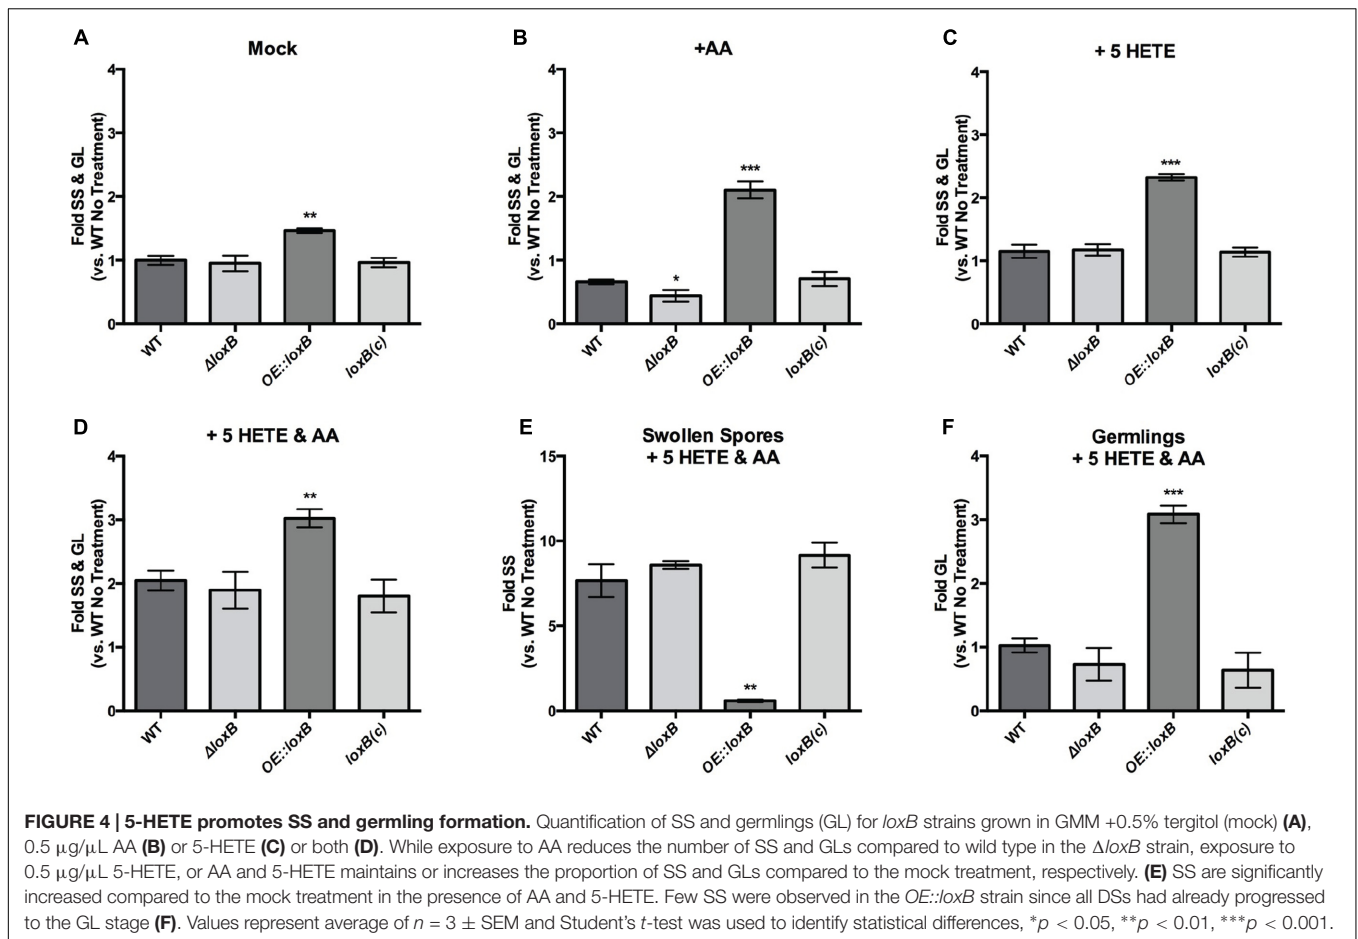 A
Mock
Fold SS & GL
(vs. WT No Treatment)
4
3
2
1
0
WT
ΔloxB
OE::loxB
loxB(c)
**
B
+AA
Fold SS & GL
(vs. WT No Treatment)
4
3
2
1
0
WT
ΔloxB
OE::loxB
loxB(c)
*
***
C
+ 5 HETE
Fold SS & GL
(vs. WT No Treatment)
4
3
2
1
0
WT
ΔloxB
OE::loxB
loxB(c)
***
D
+ 5 HETE & AA
Fold SS & GL
(vs. WT No Treatment)
4
3
2
1
0
WT
ΔloxB
OE::loxB
loxB(c)
**
E
Swollen Spores
+ 5 HETE & AA
Fold SS
(vs. WT No Treatment)
15
10
5
0
WT
ΔloxB
OE::loxB
loxB(c)
**
F
Germlings
+ 5 HETE & AA
Fold GL
(vs. WT No Treatment)
4
3
2
1
0
WT
ΔloxB
OE::loxB
loxB(c)
***
FIGURE 4 | 5-HETE promotes SS and germling formation. Quantification of SS and germlings (GL) for loxB strains grown in GMM +0.5% tergitol (mock) (A),
0.5 μg/μL AA (B) or 5-HETE (C) or both (D). While exposure to AA reduces the number of SS and GLs compared to wild type in the ΔloxB strain, exposure to
0.5 μg/μL 5-HETE, or AA and 5-HETE maintains or increases the proportion of SS and GLs compared to the mock treatment, respectively. (E) SS are significantly
increased compared to the mock treatment in the presence of AA and 5-HETE. Few SS were observed in the OE::loxB strain since all DSs had already progressed
to the GL stage (F). Values represent average of n = 3 ± SEM and Student's t-test was used to identify statistical differences, *p < 0.05, **p < 0.01, ***p < 0.001.